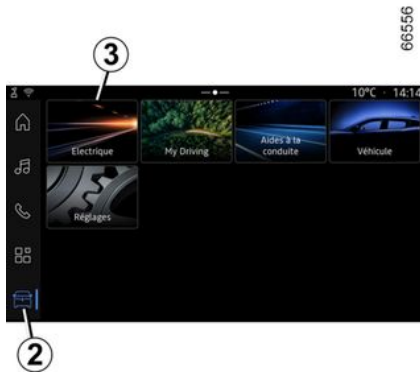 66556
3
10°C · 14:14
Electrique
My Driving
Aides à la
conduite
Véhicule
Réglages
2